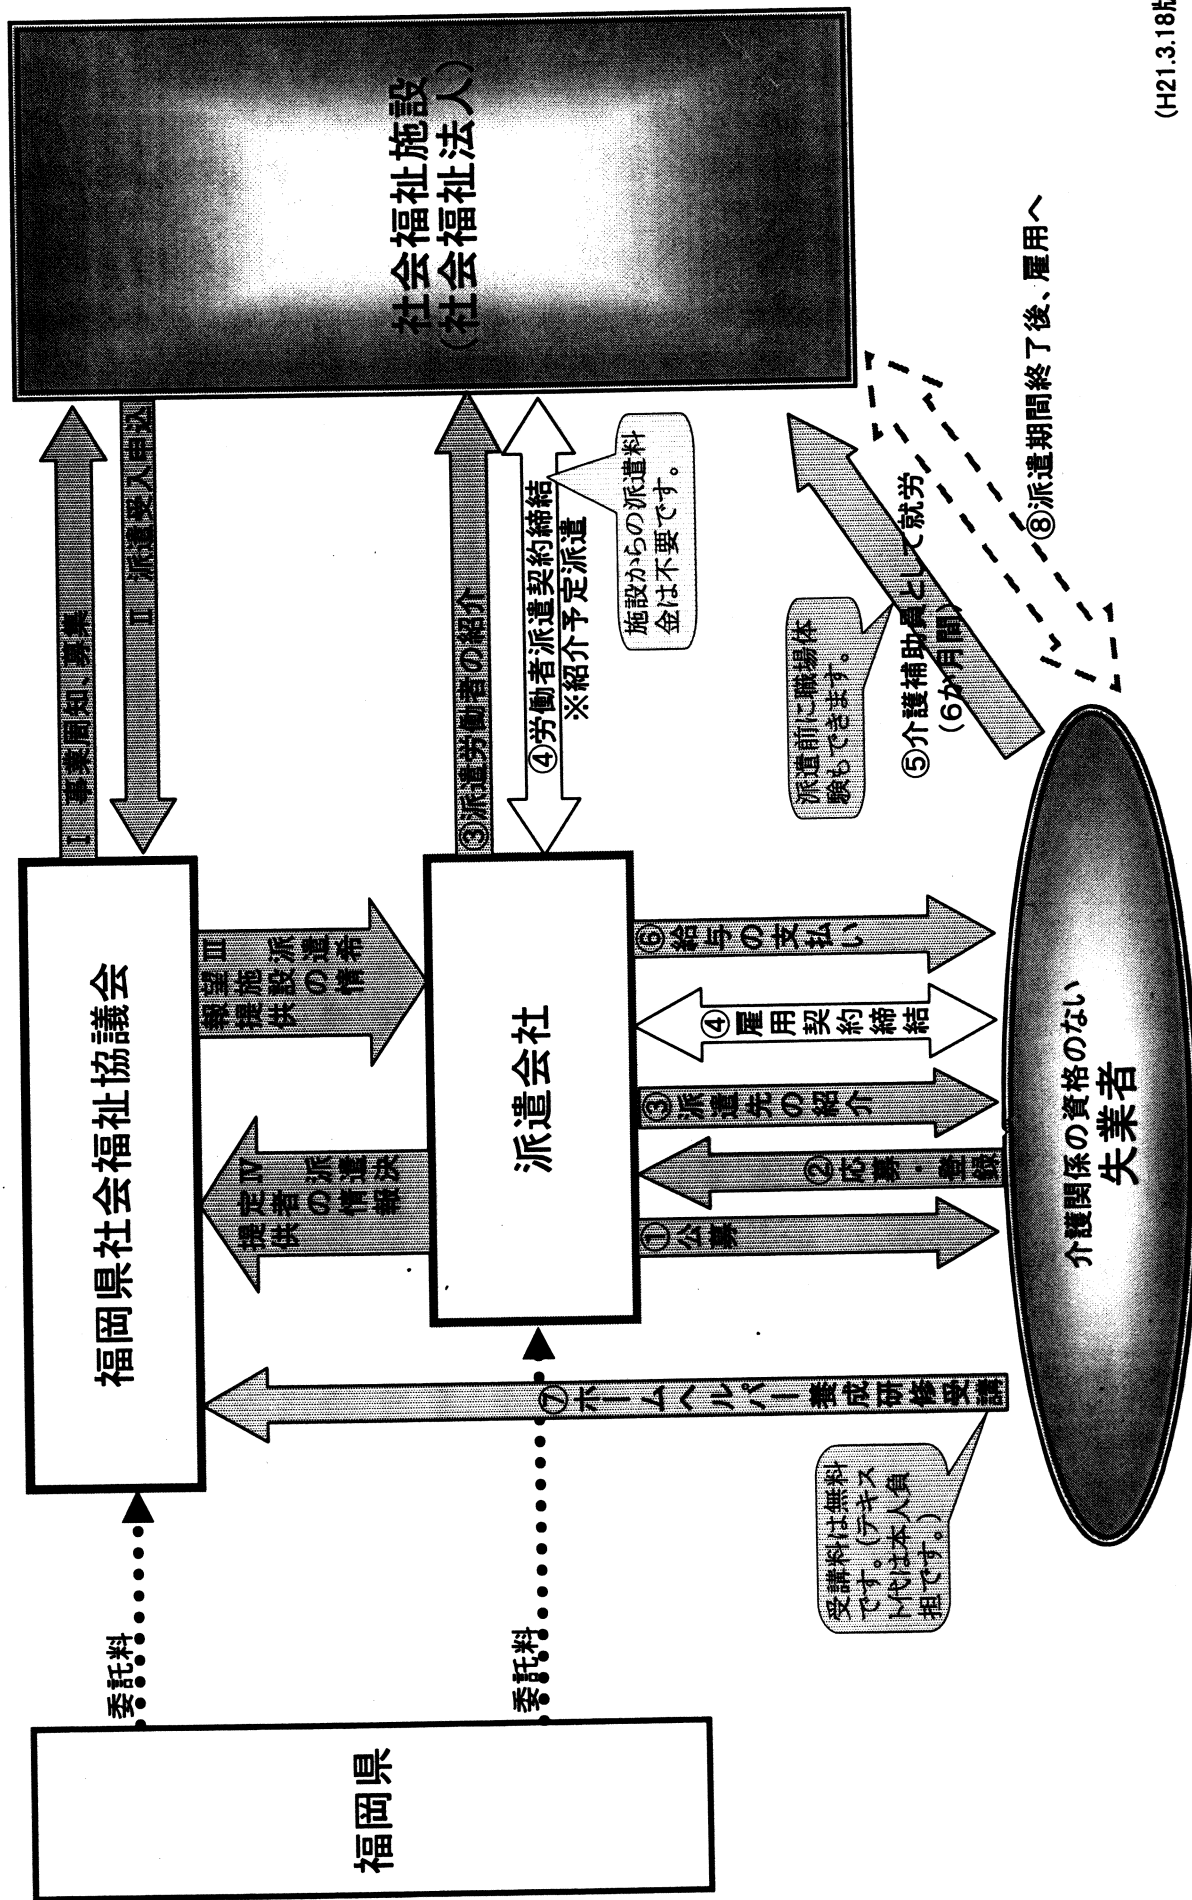 福岡県
委託料
委託料
福岡県社会福祉協議会
Ⅰ 事業周知、募集
Ⅱ 派遣受入申込
社会福祉施設
(社会福祉法人)
Ⅲ 派遣希
望施設の情
報提供
Ⅳ 派遣決
定者の情報
提供
派遣会社
③派遣労働者の紹介
④労働者派遣契約締結
※紹介予定派遣
施設からの派遣料
金は不要です。
⑦ホームヘルパー養成研修受講
受講料は無料
です。(テキス
ト代は本人負
担です。)
①公募
②応募・登録
③派遣先の紹介
④雇用契約締結
⑥給与の支払い
派遣前に職場体
験もできます。
⑤介護補助員として就労
(6か月間)
⑧派遣期間終了後、雇用へ
介護関係の資格のない
失業者
(H21.3.18版